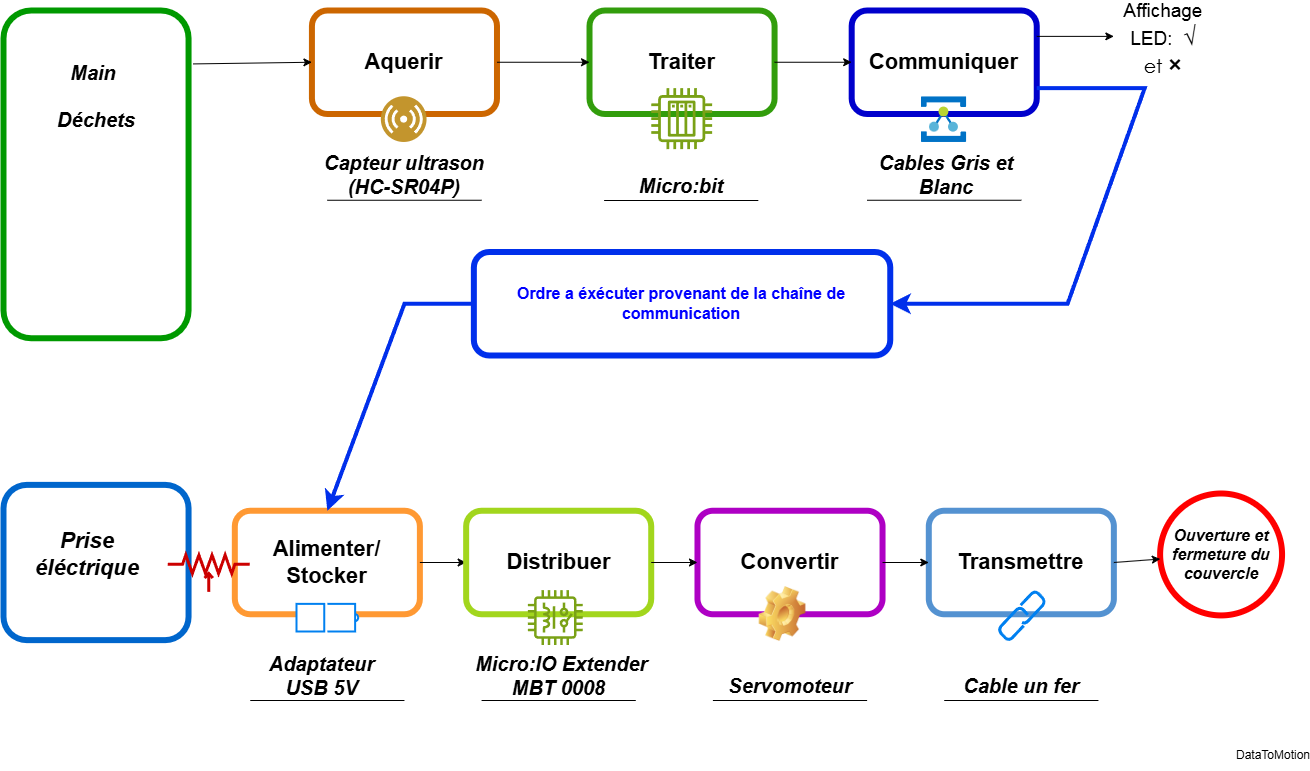 Main
Déchets
Aquerir
Capteur ultrason
(HC-SR04P)
Traiter
Micro:bit
Communiquer
Cables Gris et
Blanc
Affichage
LED: √
et ×
Ordre a éxécuter provenant de la chaîne de
communication
Prise
éléctrique
Alimenter/
Stocker
Adaptateur
USB 5V
Distribuer
Micro:IO Extender
MBT 0008
Convertir
Servomoteur
Transmettre
Cable un fer
Ouverture et
fermeture du
couvercle
DataToMotion